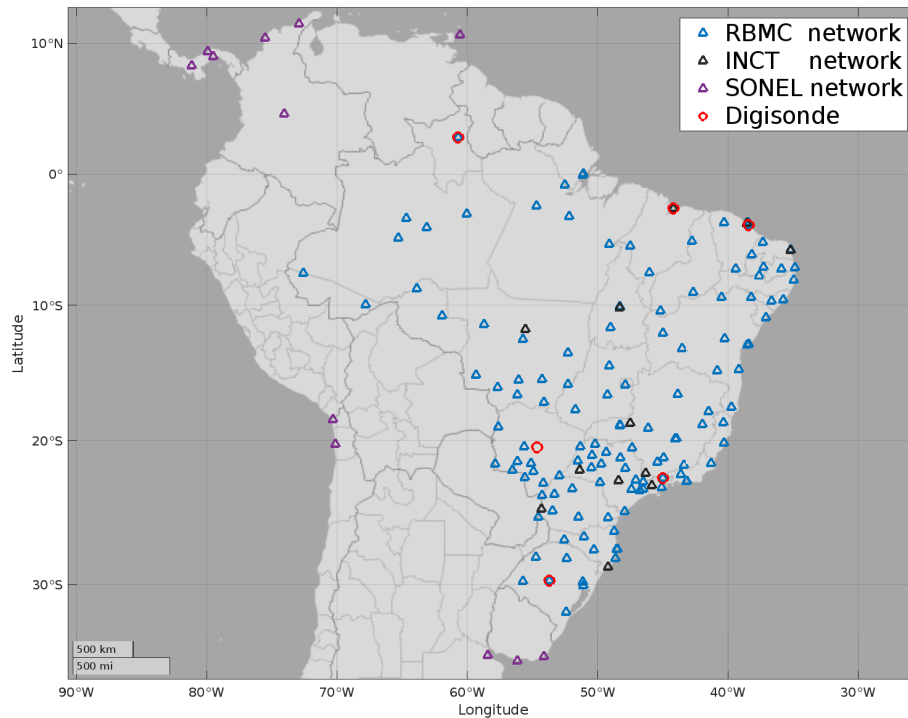 RBMC network
INCT network
SONEL network
Digisonde
10°N
0°
10°S
20°S
30°S
Latitude
500 km
500 mi
90°W
80°W
70°W
60°W
50°W
40°W
30°W
Longitude